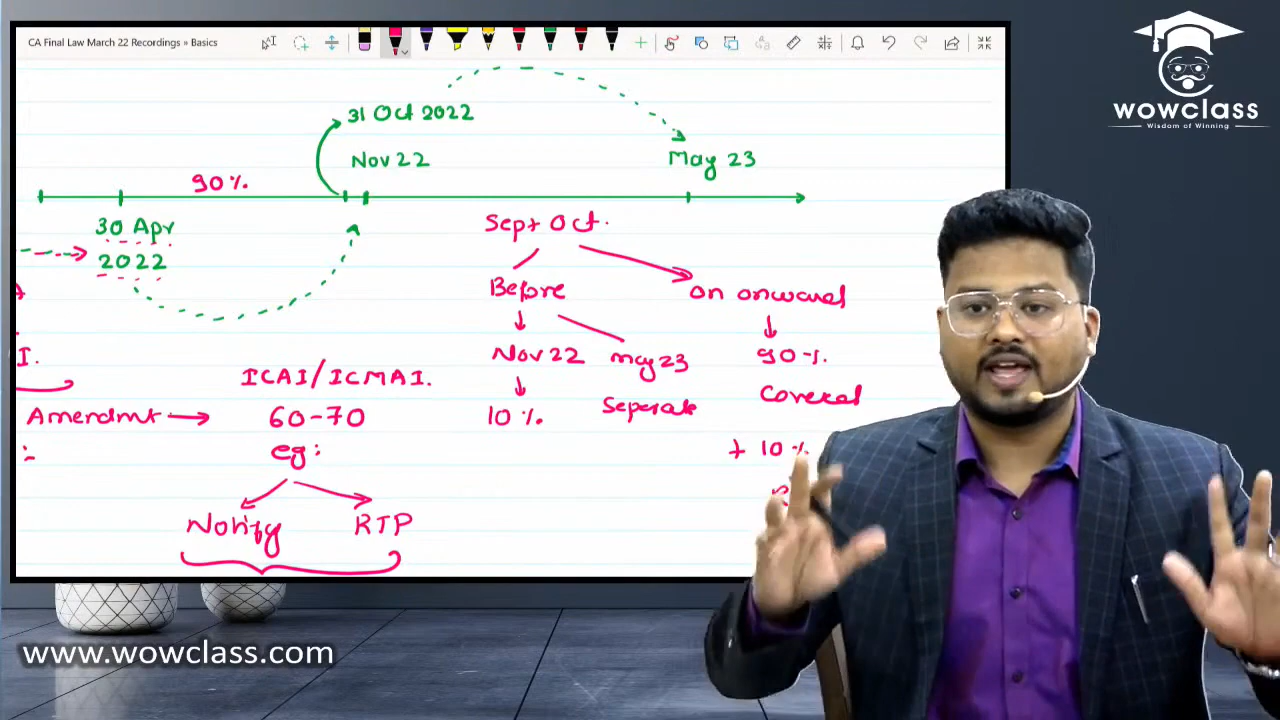 CA Final Law March 22 Recordings » Basics
wowclass
Wisdom of Winning
31 Oct 2022
Nov 22
May 23
90%
30 Apr
2022
Sept Oct.
Before
on onward
Nov 22
may 23
90%.
10%.
Seperate
Covered
+ 10%
I.
ICAI/ICMAI.
Amendmt
60-70
eg:
Notify
RTP
www.wowclass.com